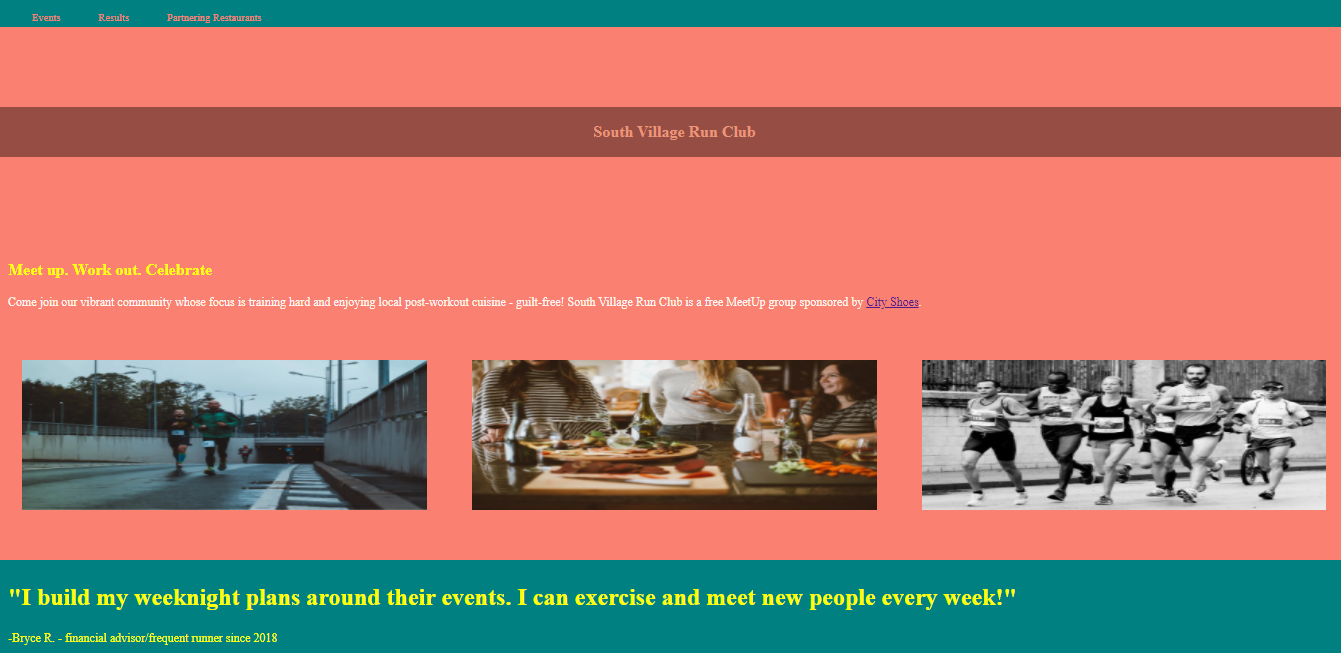 Events Results Partnering Restaurants
South Village Run Club
Meet up. Work out. Celebrate
Come join our vibrant community whose focus is training hard and enjoying local post-workout cuisine - guilt-free! South Village Run Club is a free MeetUp group sponsored by City Shoes.
"I build my weeknight plans around their events. I can exercise and meet new people every week!"
-Bryce R. - financial advisor/frequent runner since 2018